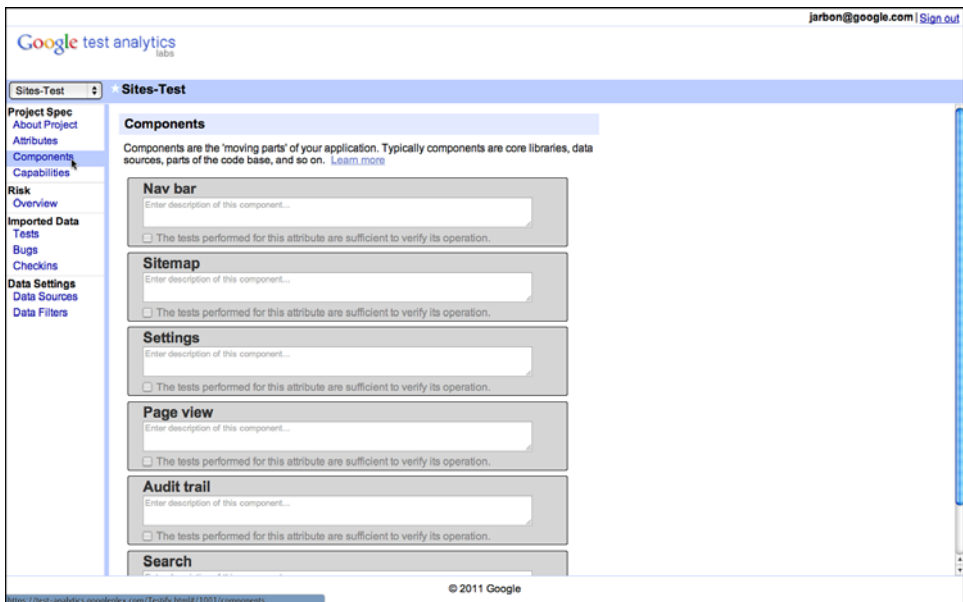 jarbon@google.com | Sign out
Google test analytics
labs
Sites-Test
Sites-Test
Project Spec
About Project
Attributes
Components
Capabilities
Risk
Overview
Imported Data
Tests
Bugs
Checkins
Data Settings
Data Sources
Data Filters
Components
Components are the 'moving parts' of your application. Typically components are core libraries, data
sources, parts of the code base, and so on. Learn more
Nav bar
Enter description of this component...
The tests performed for this attribute are sufficient to verify its operation.
Sitemap
Enter description of this component...
The tests performed for this attribute are sufficient to verify its operation.
Settings
Enter description of this component...
The tests performed for this attribute are sufficient to verify its operation.
Page view
Enter description of this component...
The tests performed for this attribute are sufficient to verify its operation.
Audit trail
Enter description of this component...
The tests performed for this attribute are sufficient to verify its operation.
Search
© 2011 Google